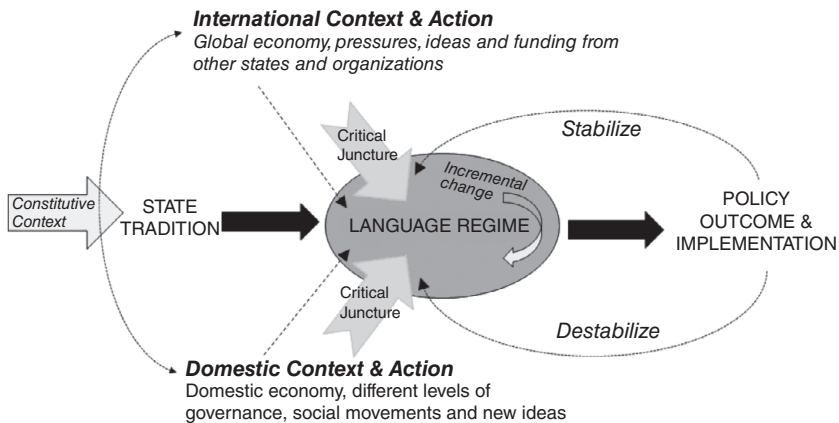 International Context & Action
Global economy, pressures, ideas and funding from
other states and organizations
Critical
Juncture
Stabilize
Incremental
change
Constitutive
Context
STATE
TRADITION
LANGUAGE REGIME
POLICY
OUTCOME &
IMPLEMENTATION
Critical
Juncture
Destabilize
Domestic Context & Action
Domestic economy, different levels of
governance, social movements and new ideas